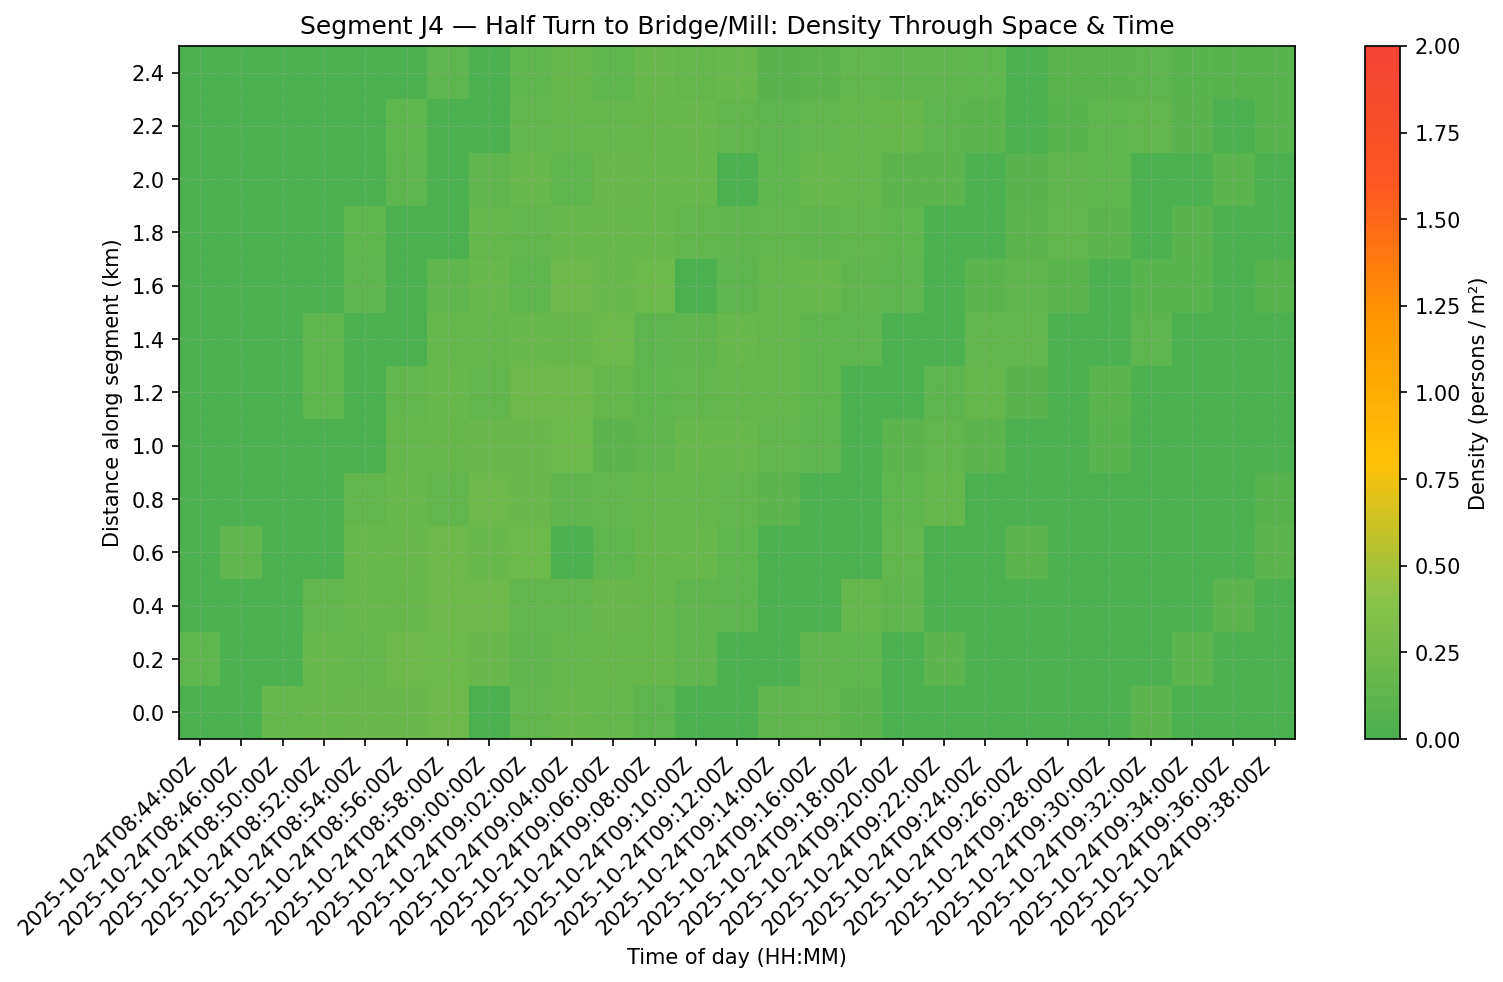 Segment J4 — Half Turn to Bridge/Mill: Density Through Space & Time
Distance along segment (km)
2.4
2.2
2.0
1.8
1.6
1.4
1.2
1.0
0.8
0.6
0.4
0.2
0.0
2025-10-24T08:44:00Z
2025-10-24T08:46:00Z
2025-10-24T08:50:00Z
2025-10-24T08:52:00Z
2025-10-24T08:54:00Z
2025-10-24T08:56:00Z
2025-10-24T08:58:00Z
2025-10-24T09:00:00Z
2025-10-24T09:02:00Z
2025-10-24T09:04:00Z
2025-10-24T09:06:00Z
2025-10-24T09:08:00Z
2025-10-24T09:10:00Z
2025-10-24T09:12:00Z
2025-10-24T09:14:00Z
2025-10-24T09:16:00Z
2025-10-24T09:18:00Z
2025-10-24T09:20:00Z
2025-10-24T09:22:00Z
2025-10-24T09:24:00Z
2025-10-24T09:26:00Z
2025-10-24T09:28:00Z
2025-10-24T09:30:00Z
2025-10-24T09:32:00Z
2025-10-24T09:34:00Z
2025-10-24T09:36:00Z
2025-10-24T09:38:00Z
Time of day (HH:MM)
2.00
1.75
1.50
1.25
1.00
0.75
0.50
0.25
0.00
Density (persons / m²)